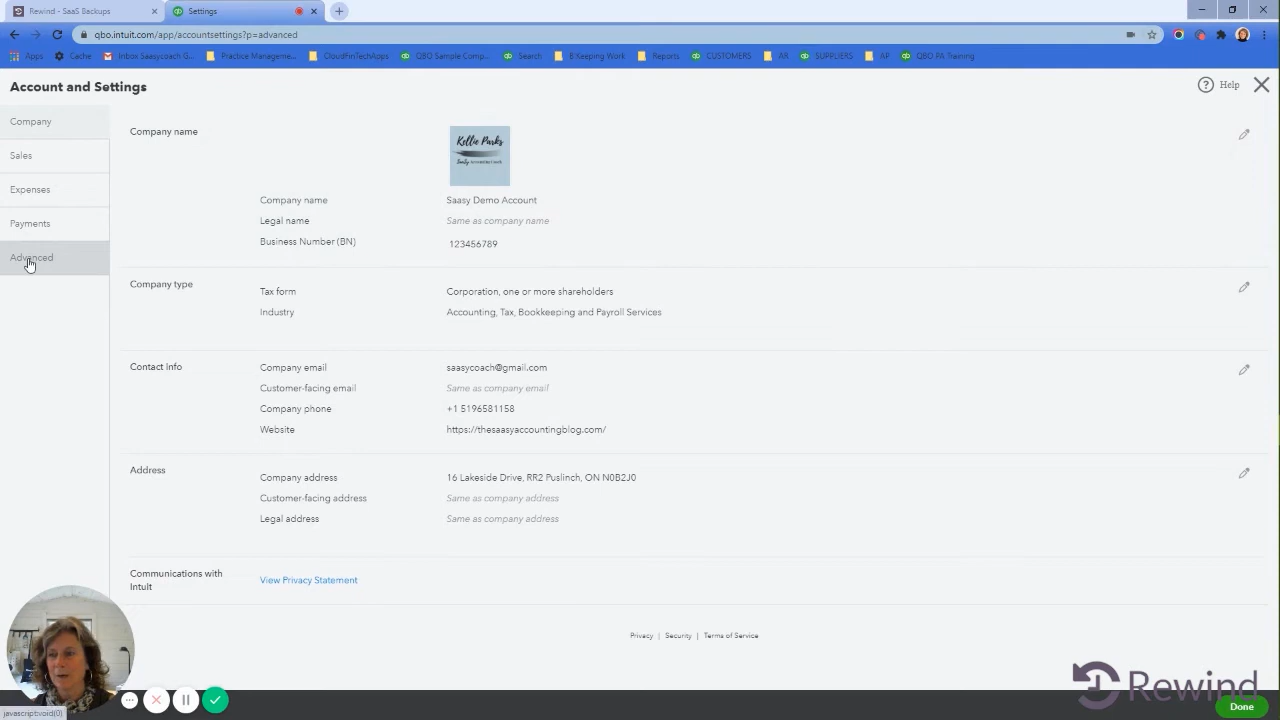 Rewind - SaaS Backups
Settings
qbo.intuit.com/app/accountsettings?p=advanced
Apps Cache Inbox Saasycoach G... Practice Manageme... CloudFinTechApps QBO Sample Comp... Search B!Keeping Work Reports CUSTOMERS AR SUPPLIERS AP QBO PA Training
Account and Settings
Help
Company
Sales
Expenses
Payments
Advanced
Company name
Kellie Parks
Company name Saasy Demo Account
Legal name Same as company name
Business Number (BN) 123456789
Company type
Tax form Corporation, one or more shareholders
Industry Accounting, Tax, Bookkeeping and Payroll Services
Contact info
Company email saasycoach@gmail.com
Customer-facing email Same as company email
Company phone +1 5196581158
Website https://thesaasyaccountingblog.com/
Address
Company address 16 Lakeside Drive, RR2 Puslinch, ON N0B2J0
Customer-facing address Same as company address
Legal address Same as company address
Communications with
Intuit
View Privacy Statement
Privacy | Security | Terms of Service
Rewind
javascript:void(0)
Done